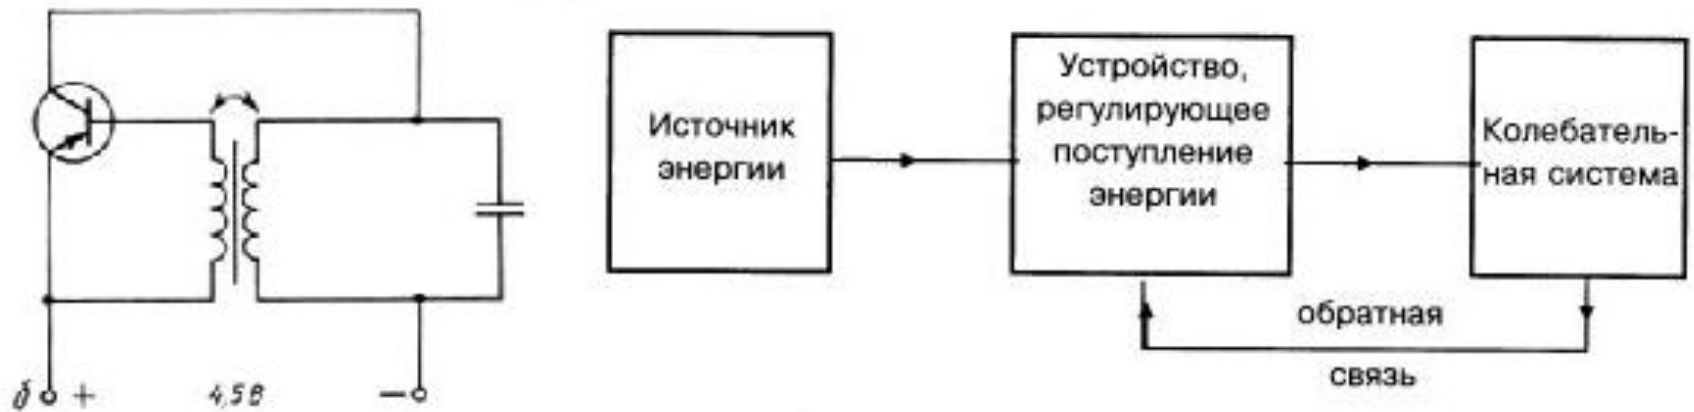 б + 4,5 В −
Источник
энергии
Устройство,
регулирующее
поступление
энергии
Колебатель-
ная система
обратная
связь